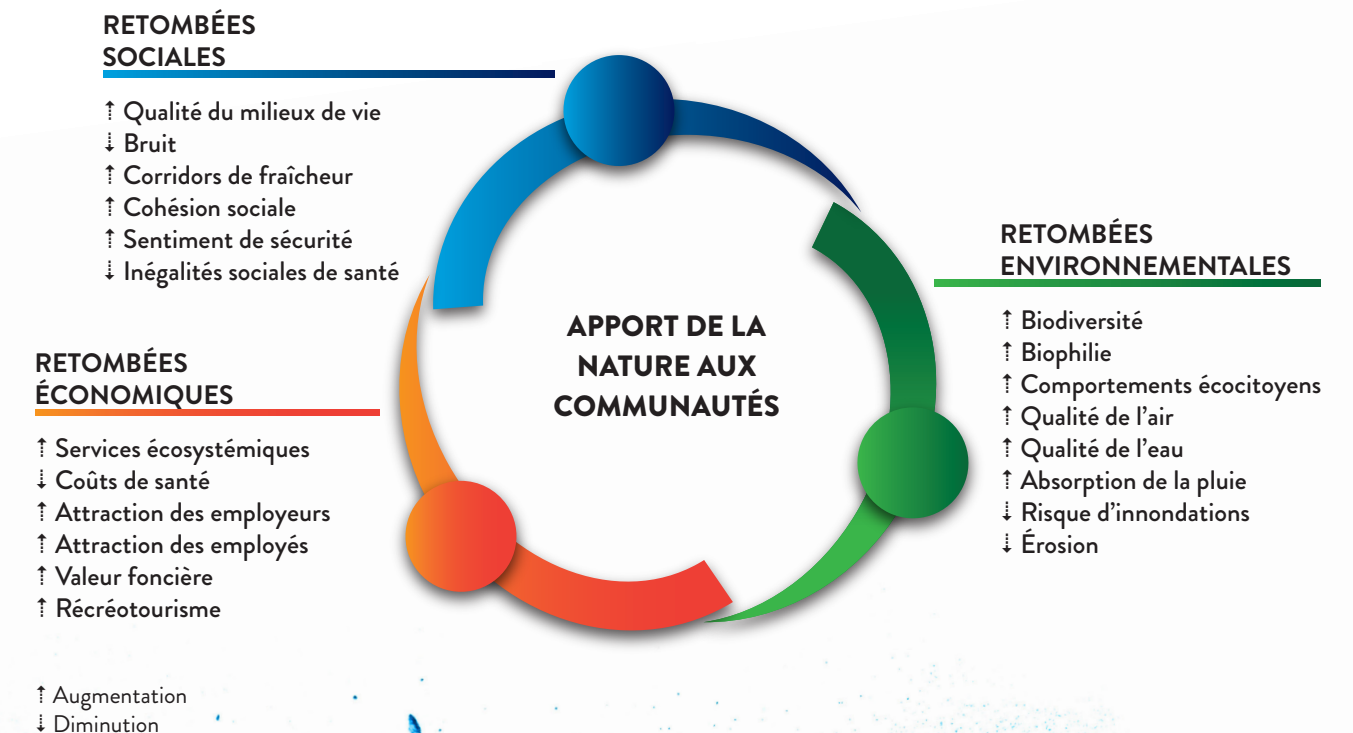 RETOMBÉES
SOCIALES
⇡ Qualité du milieux de vie
⇣ Bruit
⇡ Corridors de fraîcheur
⇡ Cohésion sociale
⇡ Sentiment de sécurité
⇣ Inégalités sociales de santé
RETOMBÉES
ÉCONOMIQUES
⇡ Services écosystémiques
⇣ Coûts de santé
⇡ Attraction des employeurs
⇡ Attraction des employés
⇡ Valeur foncière
⇡ Récréotourisme
APPORT DE LA
NATURE AUX
COMMUNAUTÉS
RETOMBÉES
ENVIRONNEMENTALES
⇡ Biodiversité
⇡ Biophilie
⇡ Comportements écocitoyens
⇡ Qualité de l’air
⇡ Qualité de l’eau
⇡ Absorption de la pluie
⇣ Risque d’innondations
⇣ Érosion
⇡ Augmentation
⇣ Diminution